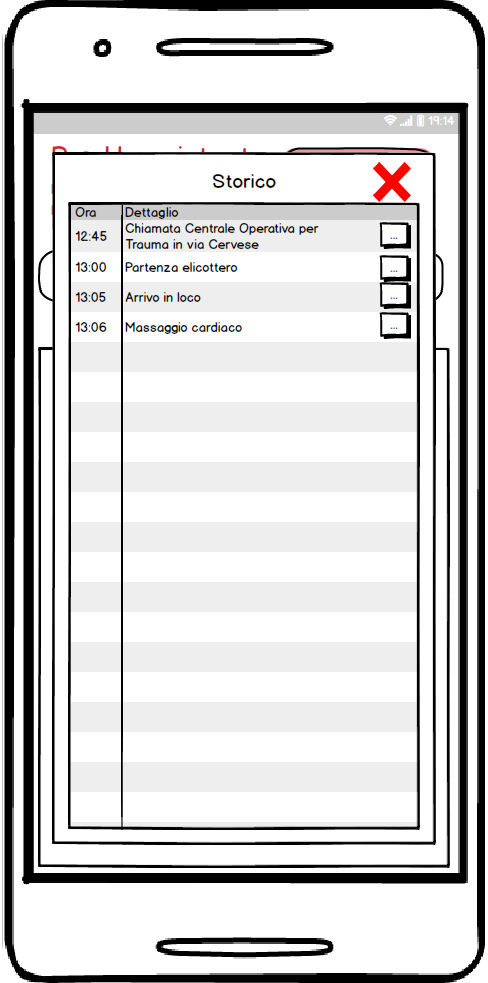 19:14
Storico
Ora Dettaglio
12:45 Chiamata Centrale Operativa per
Trauma in via Cervese
...
13:00 Partenza elicottero ...
13:05 Arrivo in loco ...
13:06 Massaggio cardiaco ...